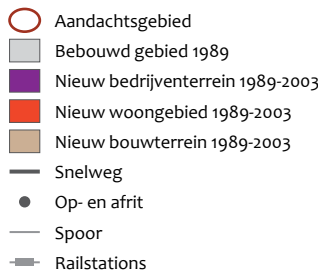 Aandachtsgebied
Bebouwd gebied 1989
Nieuw bedrijventerrein 1989-2003
Nieuw woongebied 1989-2003
Nieuw bouwterrein 1989-2003
Snelweg
Op- en afrit
Spoor
Railstations